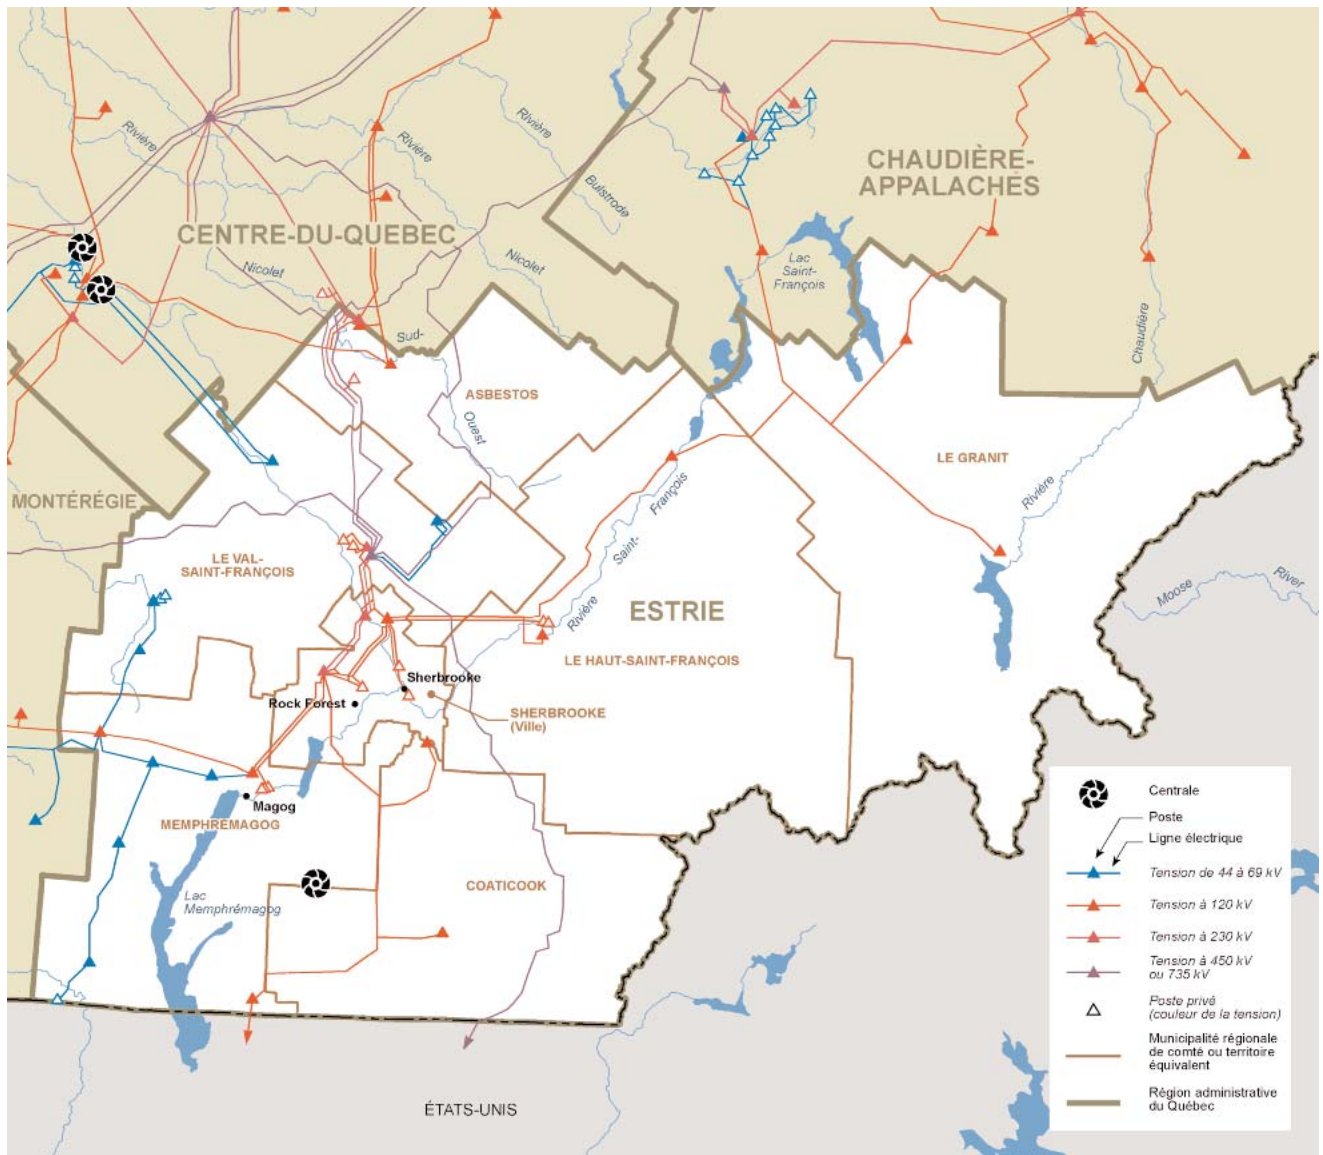 CHAUDIÈRE-
APPALACHES
CENTRE-DU-QUEBEC
Rivière
Rivière
Rivière
Bulstrode
Nicolet
Nicolet
Sud-
Ouest
Lac
Saint-
François
Chaudière
Rivière
ASBESTOS
LE GRANIT
MONTÉRÉGIE
LE VAL-
SAINT-FRANÇOIS
François
Saint-
Rivière
ESTRIE
LE HAUT-SAINT-FRANÇOIS
Moose
River
Sherbrooke
Rock Forest
SHERBROOKE
(Ville)
Magog
MEMPHRÉMAGOG
Lac
Memphrémagog
COATICOOK
ÉTATS-UNIS
Centrale
Poste
Ligne électrique
Tension de 44 à 69 kV
Tension à 120 kV
Tension à 230 kV
Tension à 450 kV
ou 735 kV
Poste privé
(couleur de la tension)
Municipalité régionale
de comté ou territoire
équivalent
Région administrative
du Québec